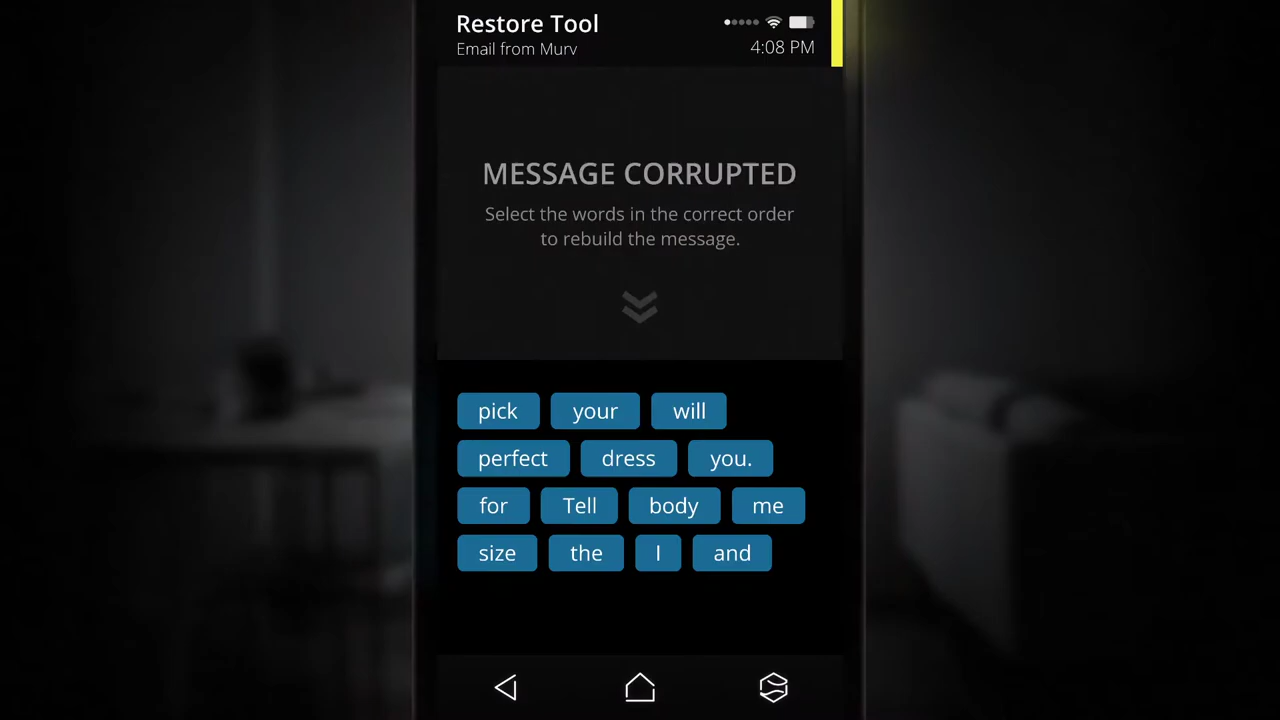 Restore Tool
Email from Murv
4:08 PM
MESSAGE CORRUPTED
Select the words in the correct order
to rebuild the message.
pick your will
perfect dress you.
for Tell body me
size the I and